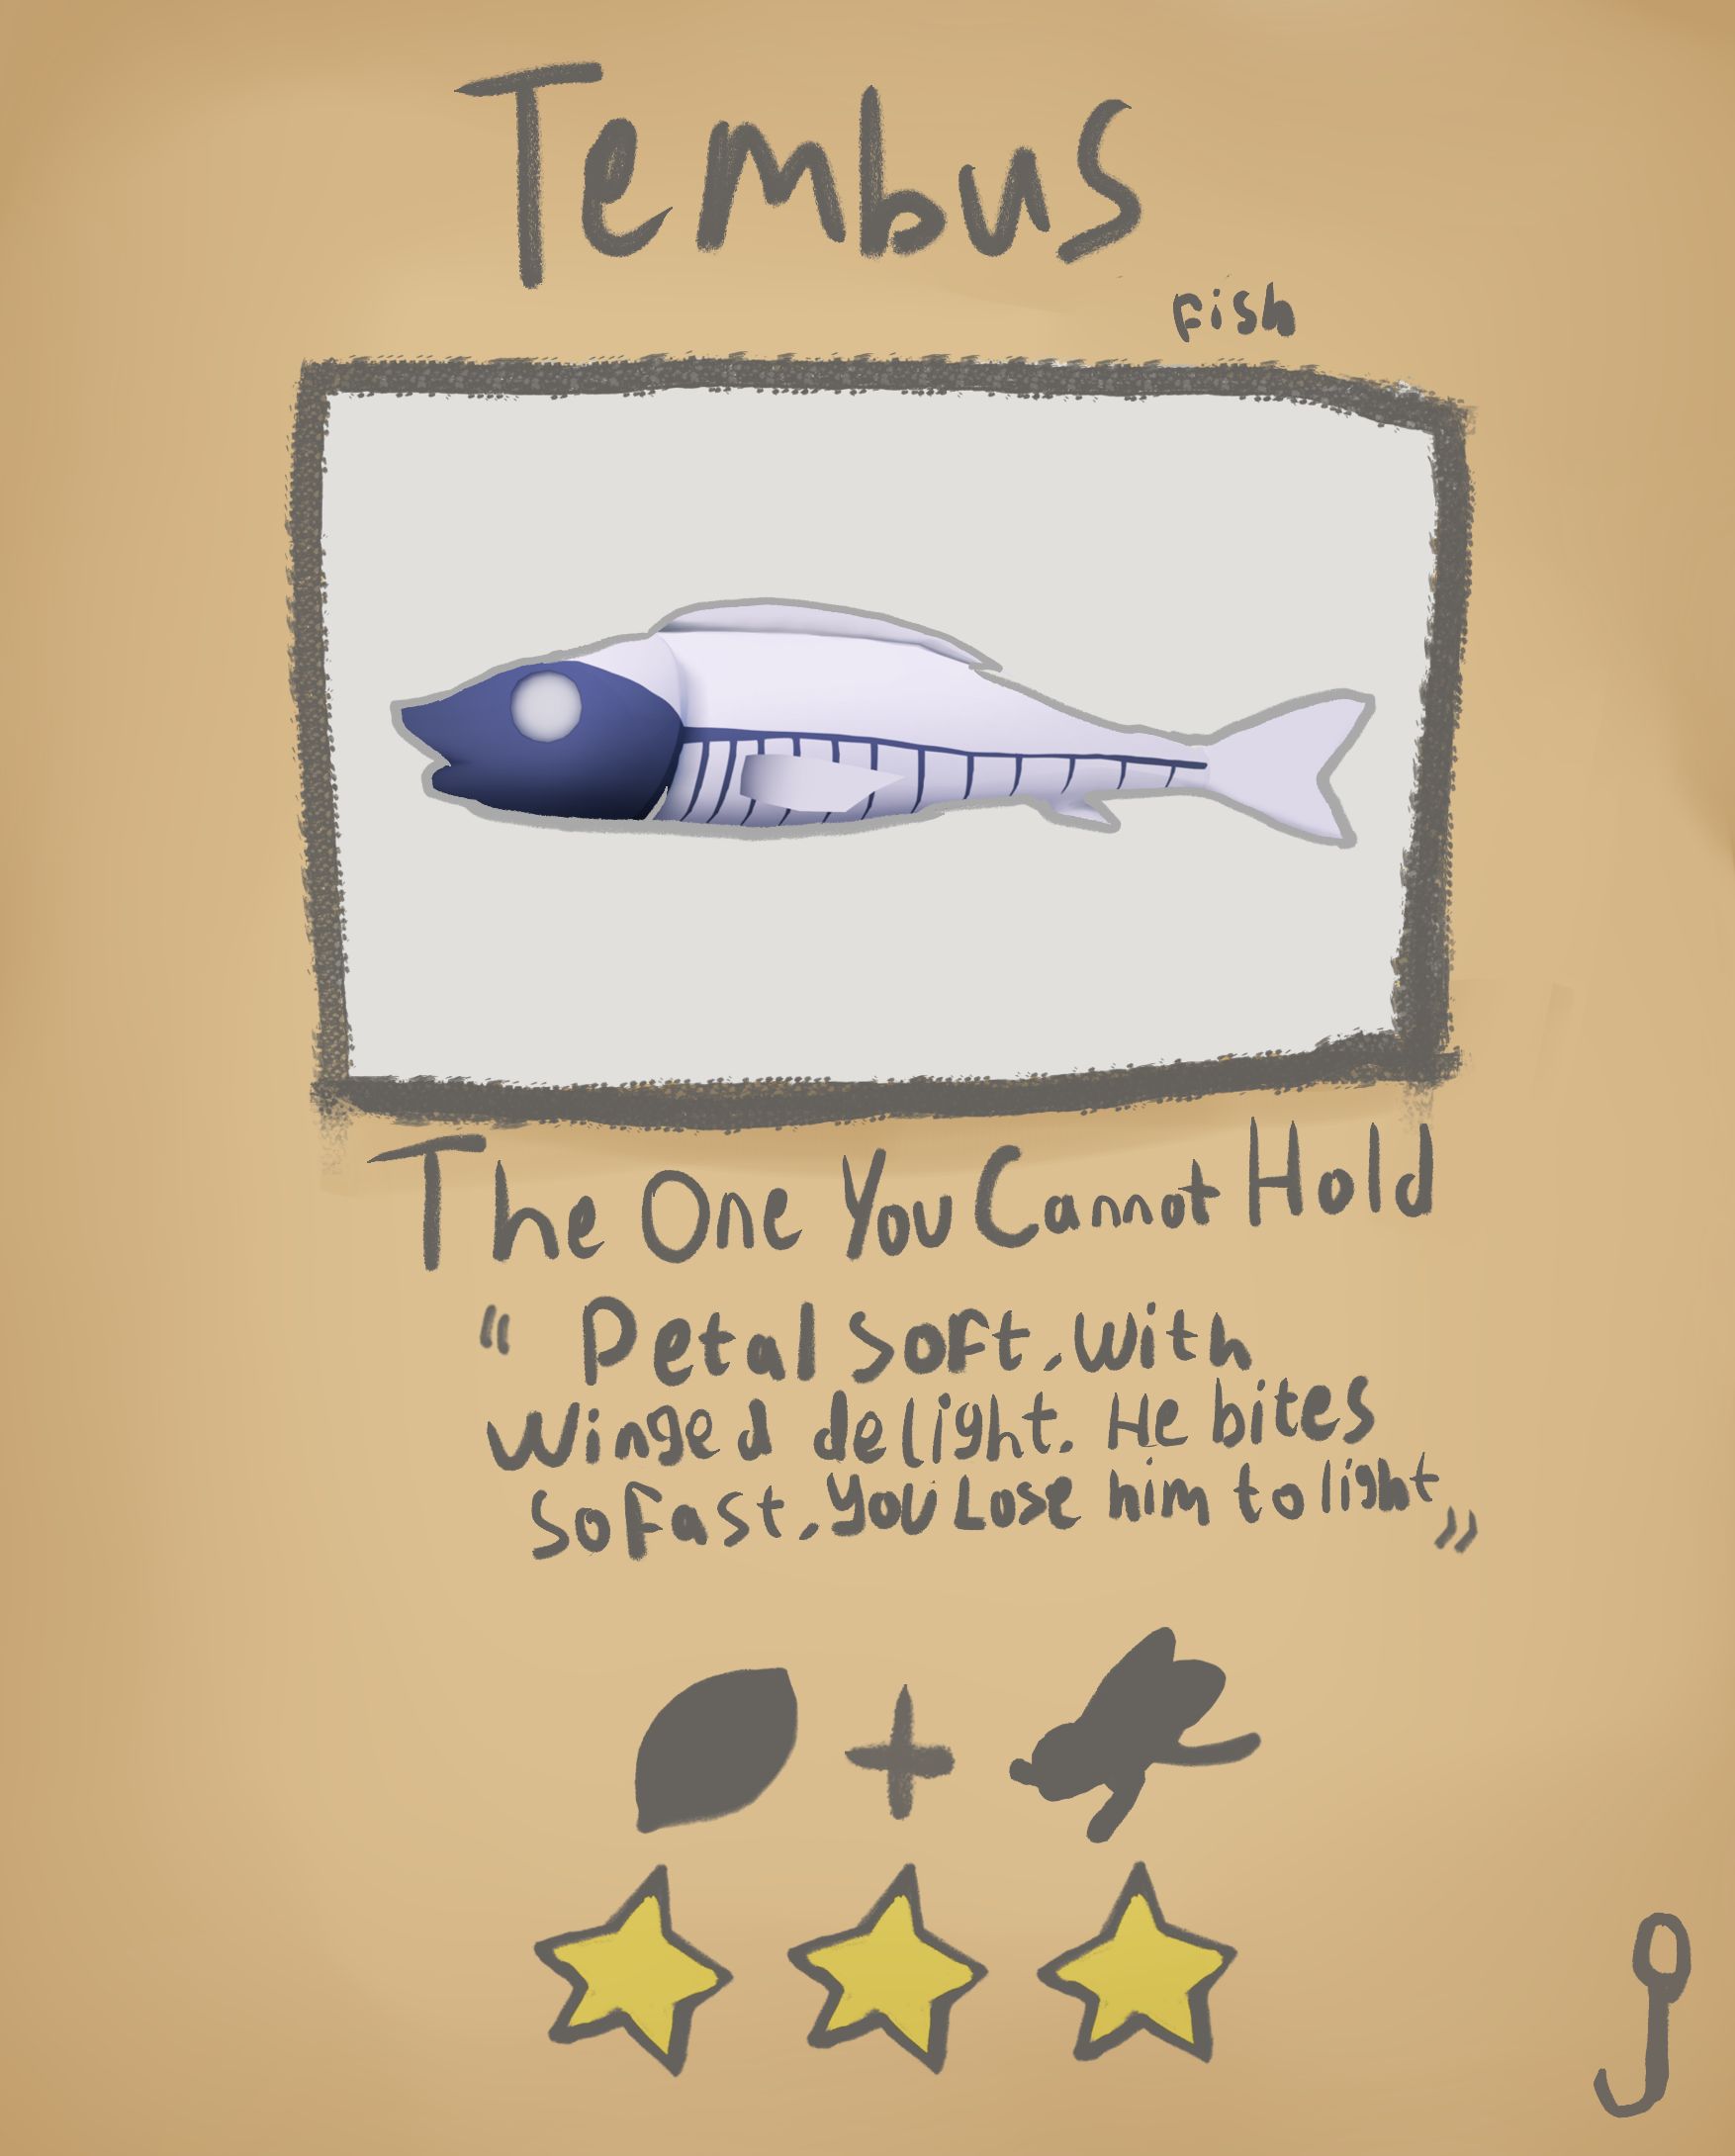 Tembus
fish
The One You Cannot Hold
" Petal soft, with
winged delight. He bites
so fast, you lose him to light "